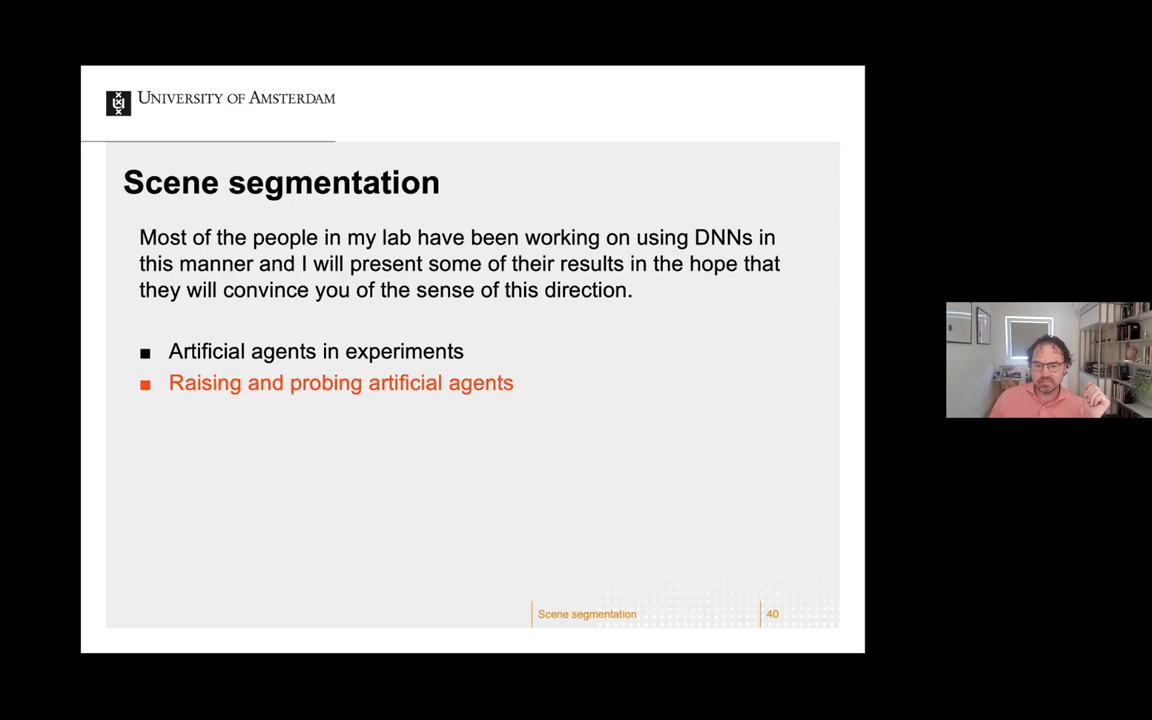 UNIVERSITY OF AMSTERDAM
Scene segmentation
Most of the people in my lab have been working on using DNNs in
this manner and I will present some of their results in the hope that
they will convince you of the sense of this direction.
Artificial agents in experiments
Raising and probing artificial agents
Scene segmentation
40